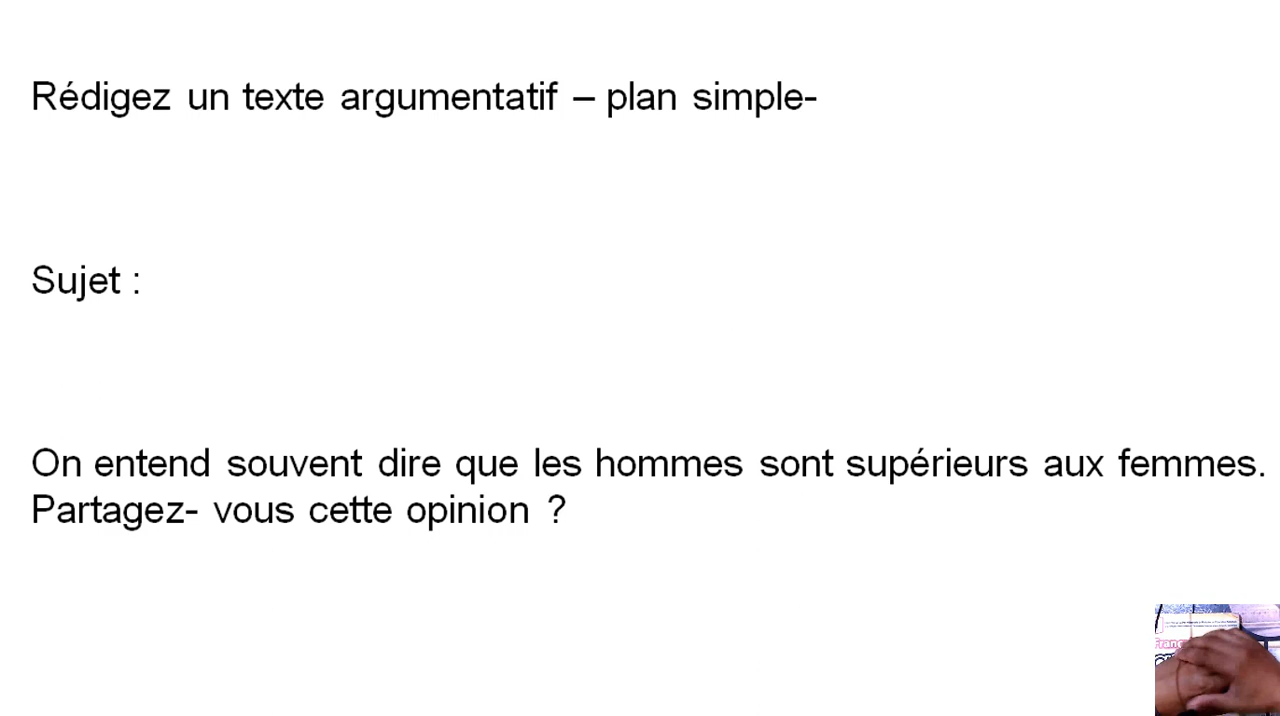 Rédigez un texte argumentatif – plan simple-
Sujet :
On entend souvent dire que les hommes sont supérieurs aux femmes.
Partagez- vous cette opinion ?